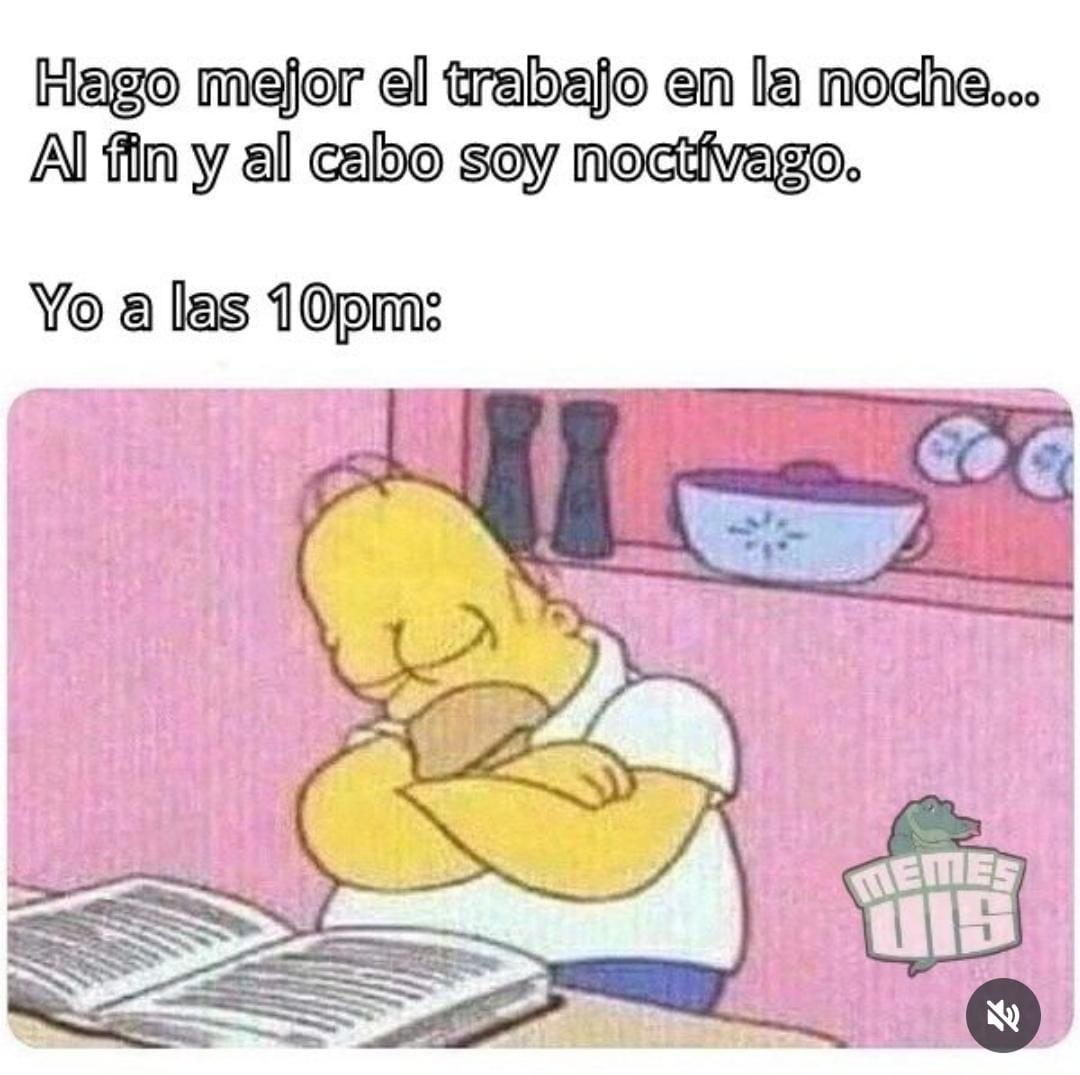 Hago mejor el trabajo en la noche...
Al fin y al cabo soy noctívago.
Yo a las 10pm:
MEMES
UIS